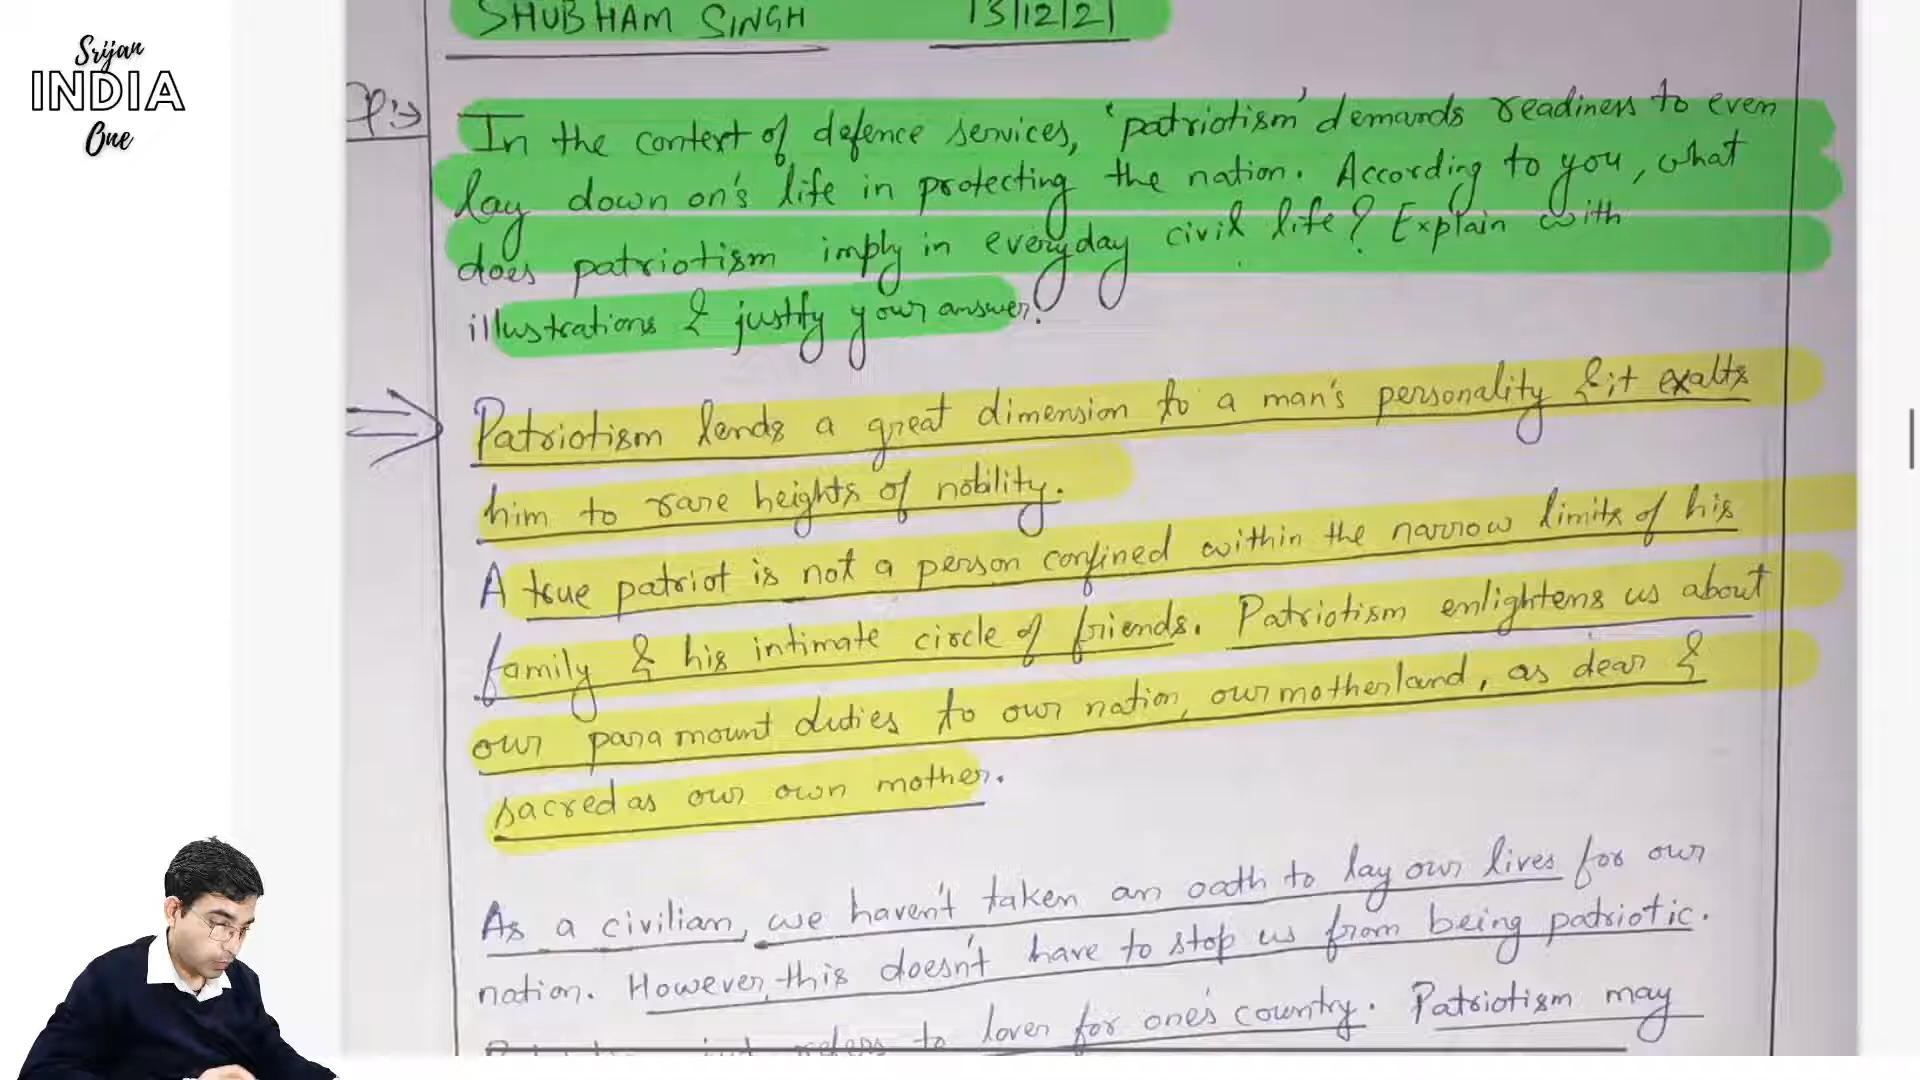 Srijan
INDIA
One
SHUBHAM SINGH 13/12/21
In the context of defence services, 'patriotism' demands readiness to even
lay down on's life in protecting the nation. According to you, what
does patriotism imply in everyday civil life? Explain with
illustrations & justify your answer?
Patriotism lends a great dimension to a man's personality & it exalts
him to rare heights of nobility.
A true patriot is not a person confined within the narrow limits of his
family & his intimate circle of friends. Patriotism enlightens us about
our paramount duties to our nation, our motherland, as dear &
sacred as our own mother.
As a civilian, we haven't taken an oath to lay our lives for our
nation. However, this doesn't have to stop us from being patriotic.
to lover for one's country. Patriotism may